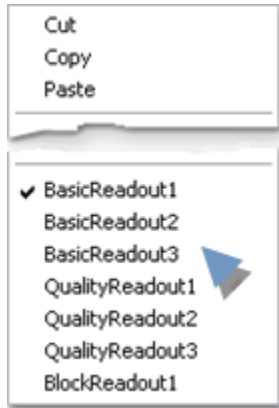 Cut
Copy
Paste
BasicReadout1
BasicReadout2
BasicReadout3
QualityReadout1
QualityReadout2
QualityReadout3
BlockReadout1